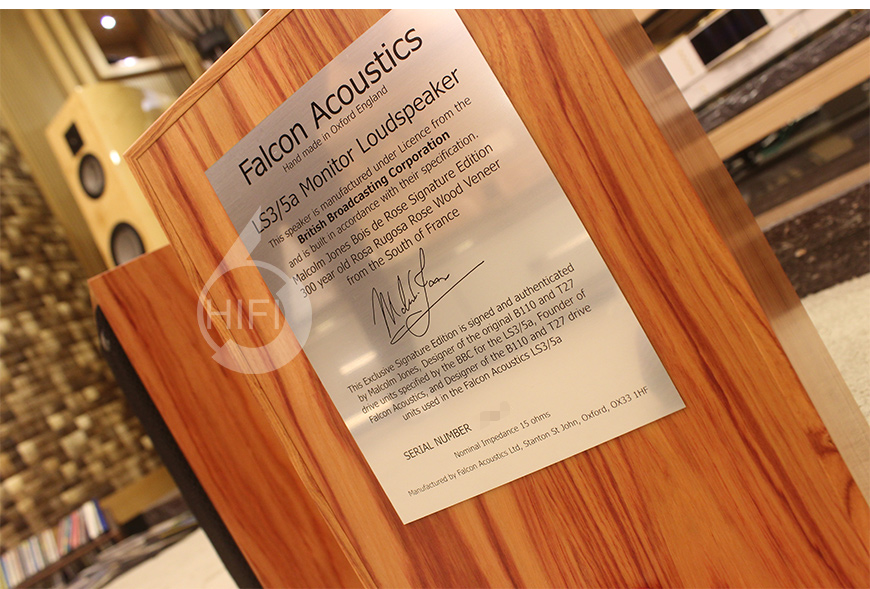 Falcon Acoustics
Hand made in Oxford England
LS3/5a Monitor Loudspeaker
This speaker is manufactured under Licence from the
British Broadcasting Corporation
and is built in accordance with their specification.
Malcolm Jones Bois de Rose Signature Edition
300 year old Rosa Rugosa Rose Wood Veneer
from the South of France
This Exclusive Signature Edition is signed and authenticated
by Malcolm Jones, Designer of the original B110 and T27
drive units specified by the BBC for the LS3/5a, Founder of
Falcon Acoustics, and Designer of the B110 and T27 drive
units used in the Falcon Acoustics LS3/5a
SERIAL NUMBER
Nominal Impedance 15 ohms
Manufactured by Falcon Acoustics Ltd, Stanton St John, Oxford, OX33 1HF
HIFI